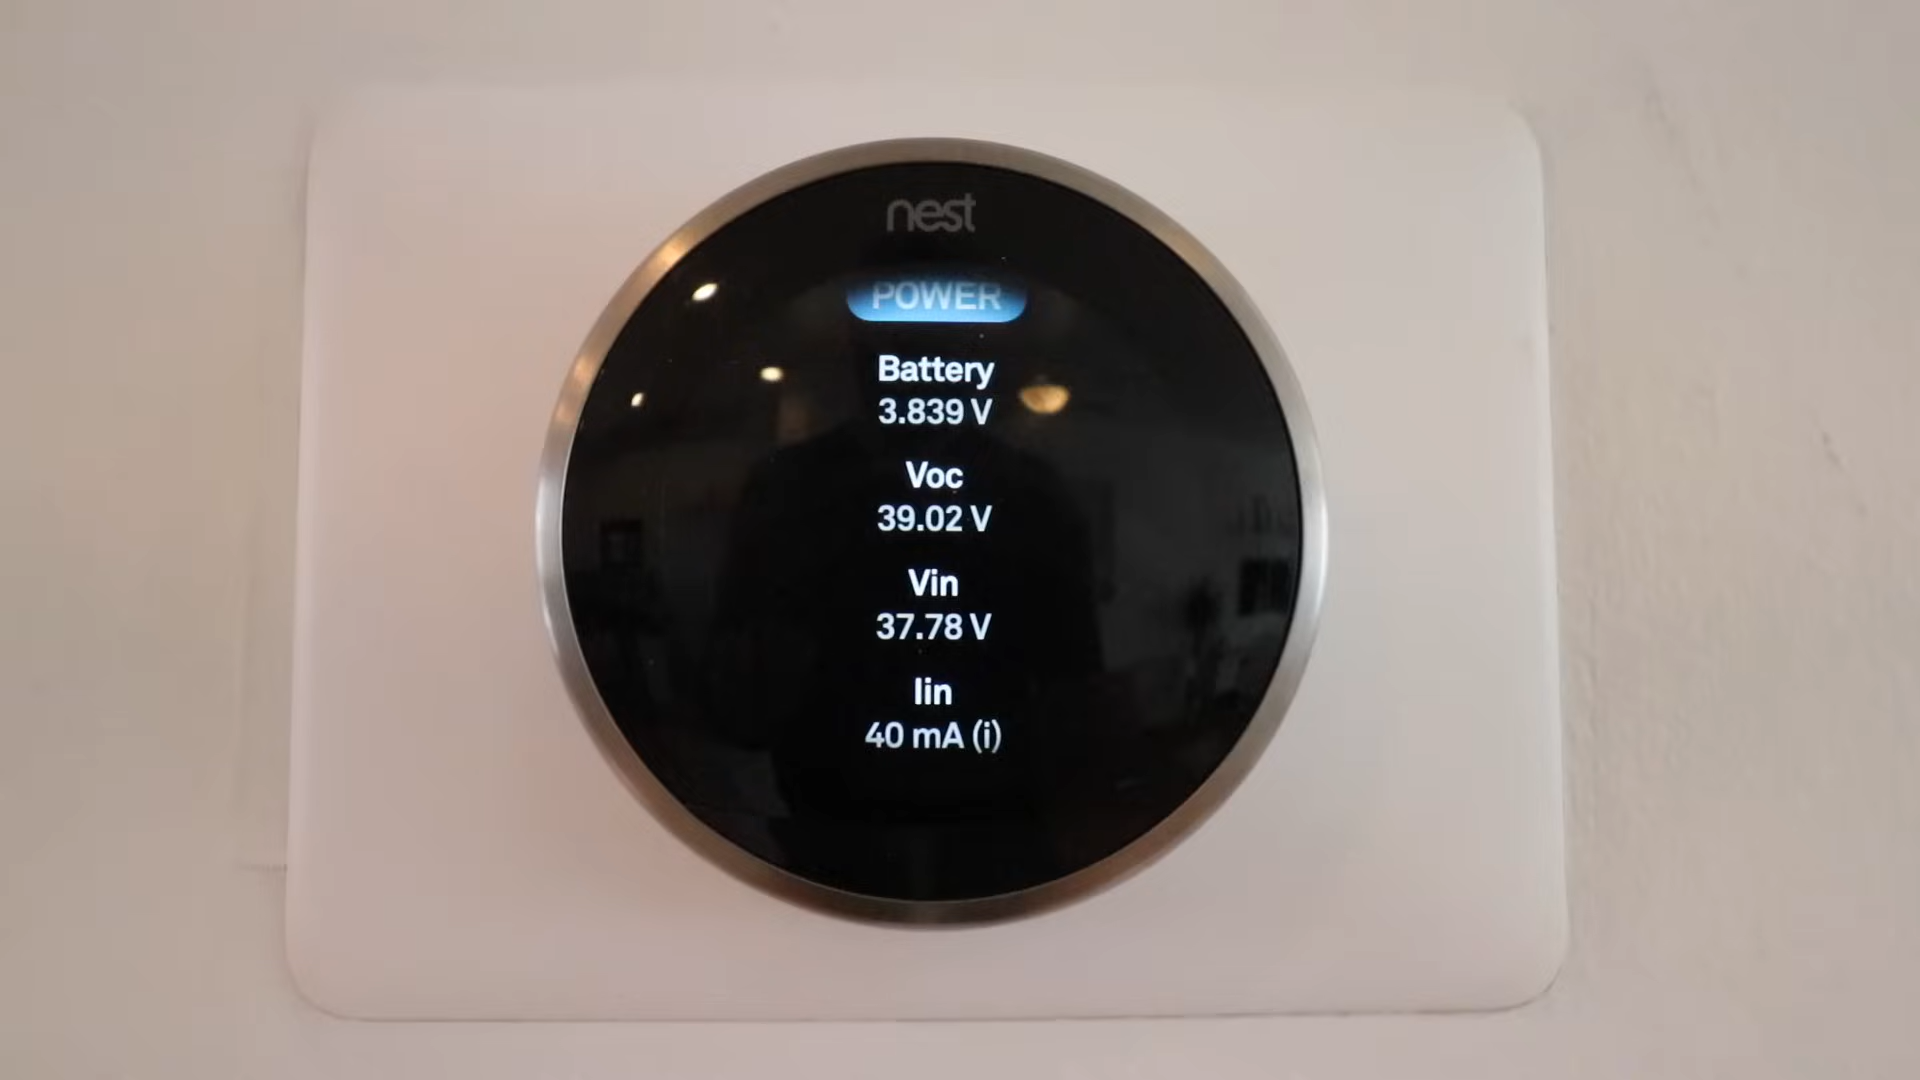 nest
POWER
Battery
3.839 V
Voc
39.02 V
Vin
37.78 V
Iin
40 mA (i)